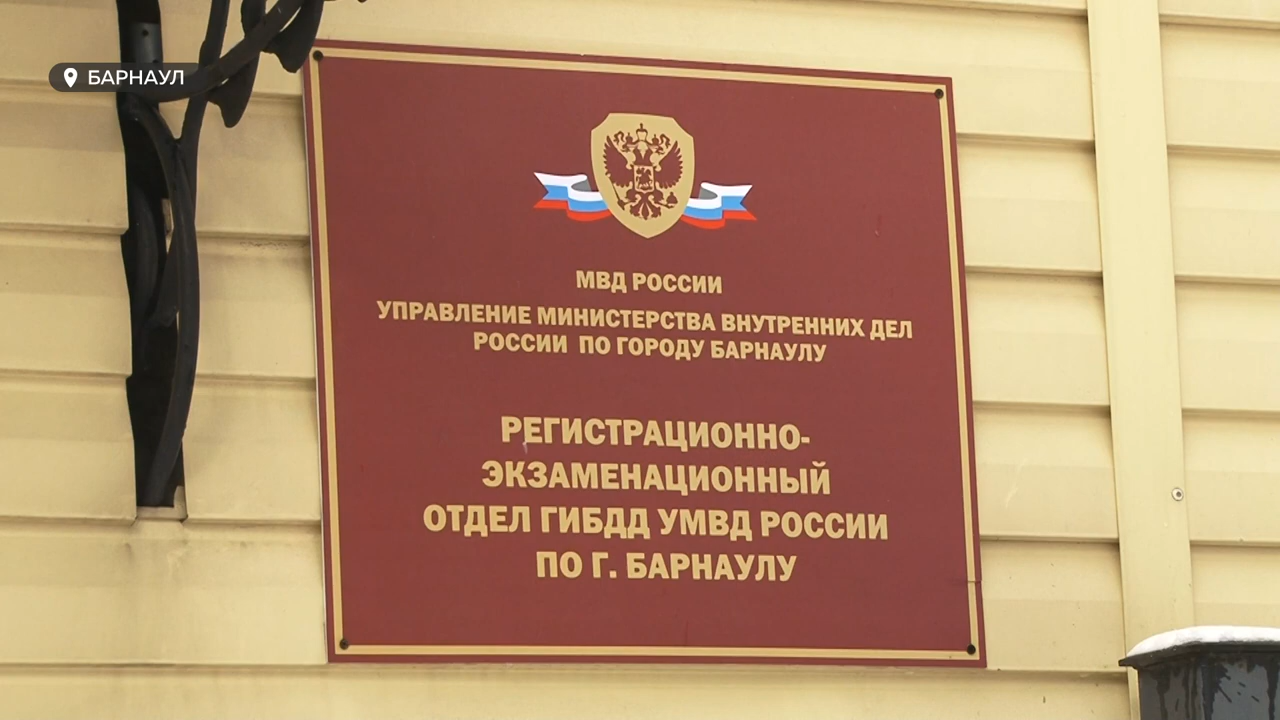 БАРНАУЛ
МВД РОССИИ
УПРАВЛЕНИЕ МИНИСТЕРСТВА ВНУТРЕННИХ ДЕЛ
РОССИИ ПО ГОРОДУ БАРНАУЛУ
РЕГИСТРАЦИОННО-
ЭКЗАМЕНАЦИОННЫЙ
ОТДЕЛ ГИБДД УМВД РОССИИ
ПО Г. БАРНАУЛУ